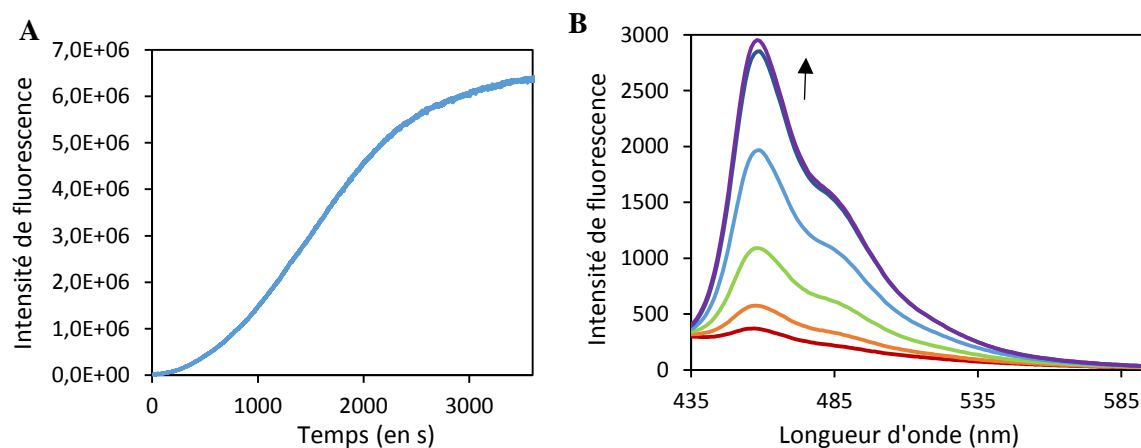 A
7,0E+06
6,0E+06
5,0E+06
4,0E+06
3,0E+06
2,0E+06
1,0E+06
0,0E+00
0 1000 2000 3000
Temps (en s)
Intensité de fluorescence
B
3000
2500
2000
1500
1000
500
0
435 485 535 585
Longueur d'onde (nm)
Intensité de fluorescence